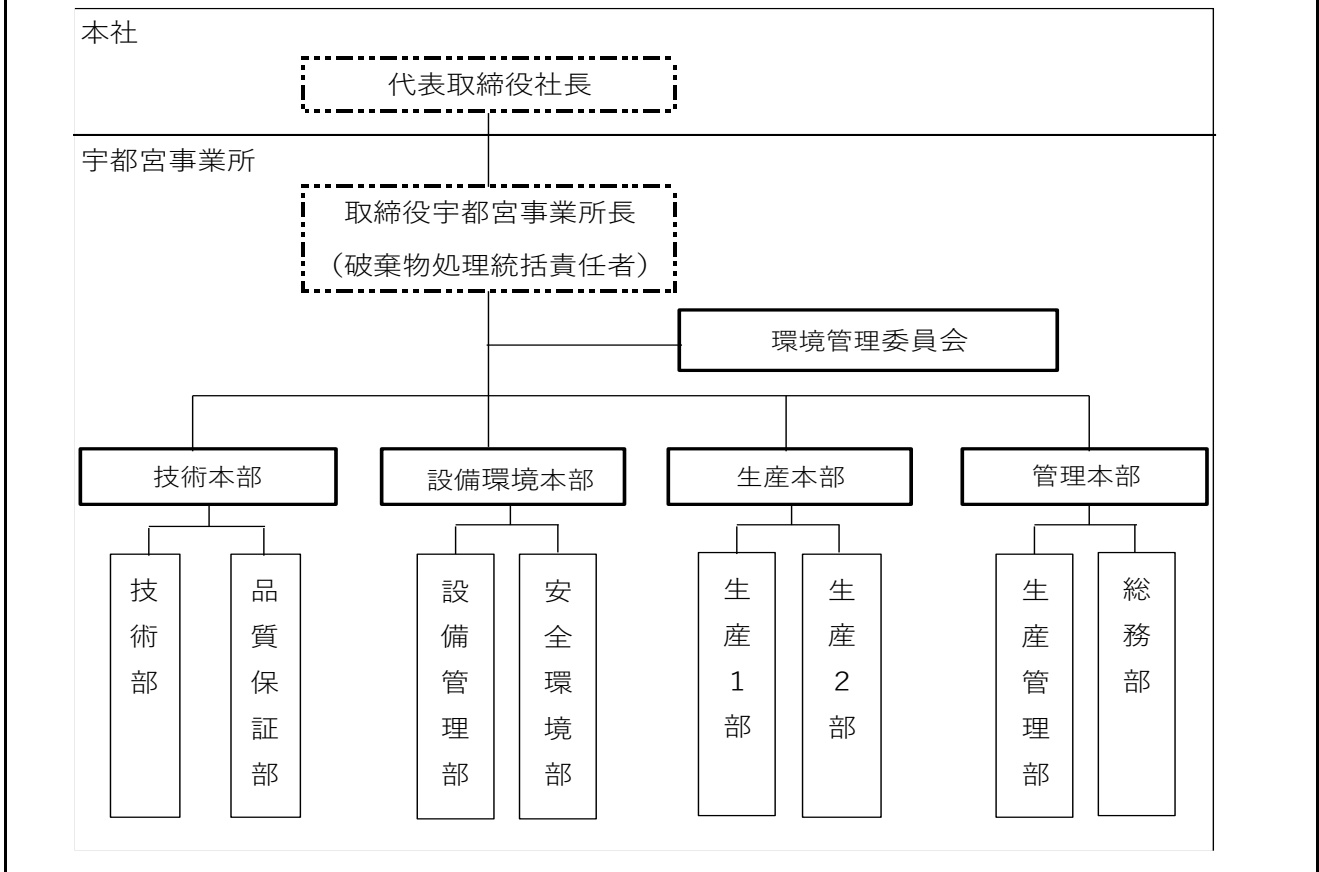 本社
代表取締役社長
宇都宮事業所
取締役宇都宮事業所長
（破棄物処理統括責任者）
環境管理委員会
技術本部
設備環境本部
生産本部
管理本部
技術部
品質保証部
設備管理部
安全環境部
生産1部
生産2部
生産管理部
総務部